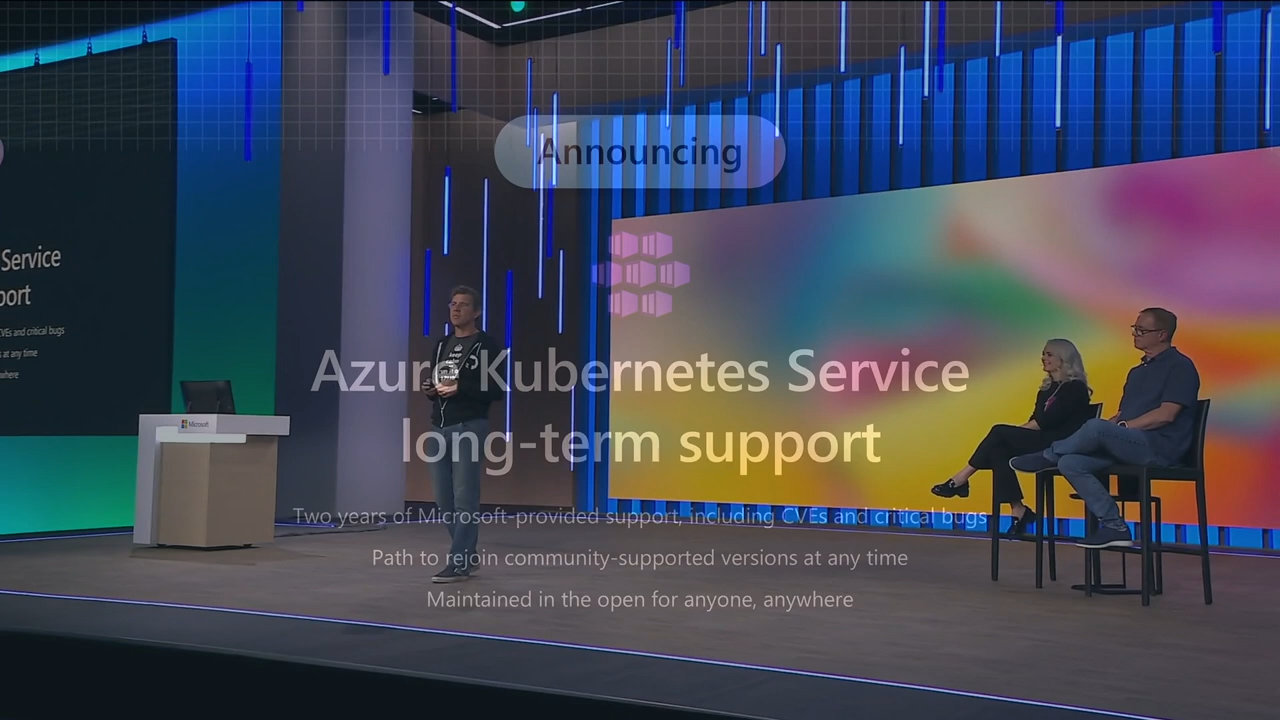 Announcing
Azure Kubernetes Service
long-term support
Two years of Microsoft-provided support, including CVEs and critical bugs
Path to rejoin community-supported versions at any time
Maintained in the open for anyone, anywhere
Service
port
CVEs and critical bugs
s at any time
where
Microsoft
keep